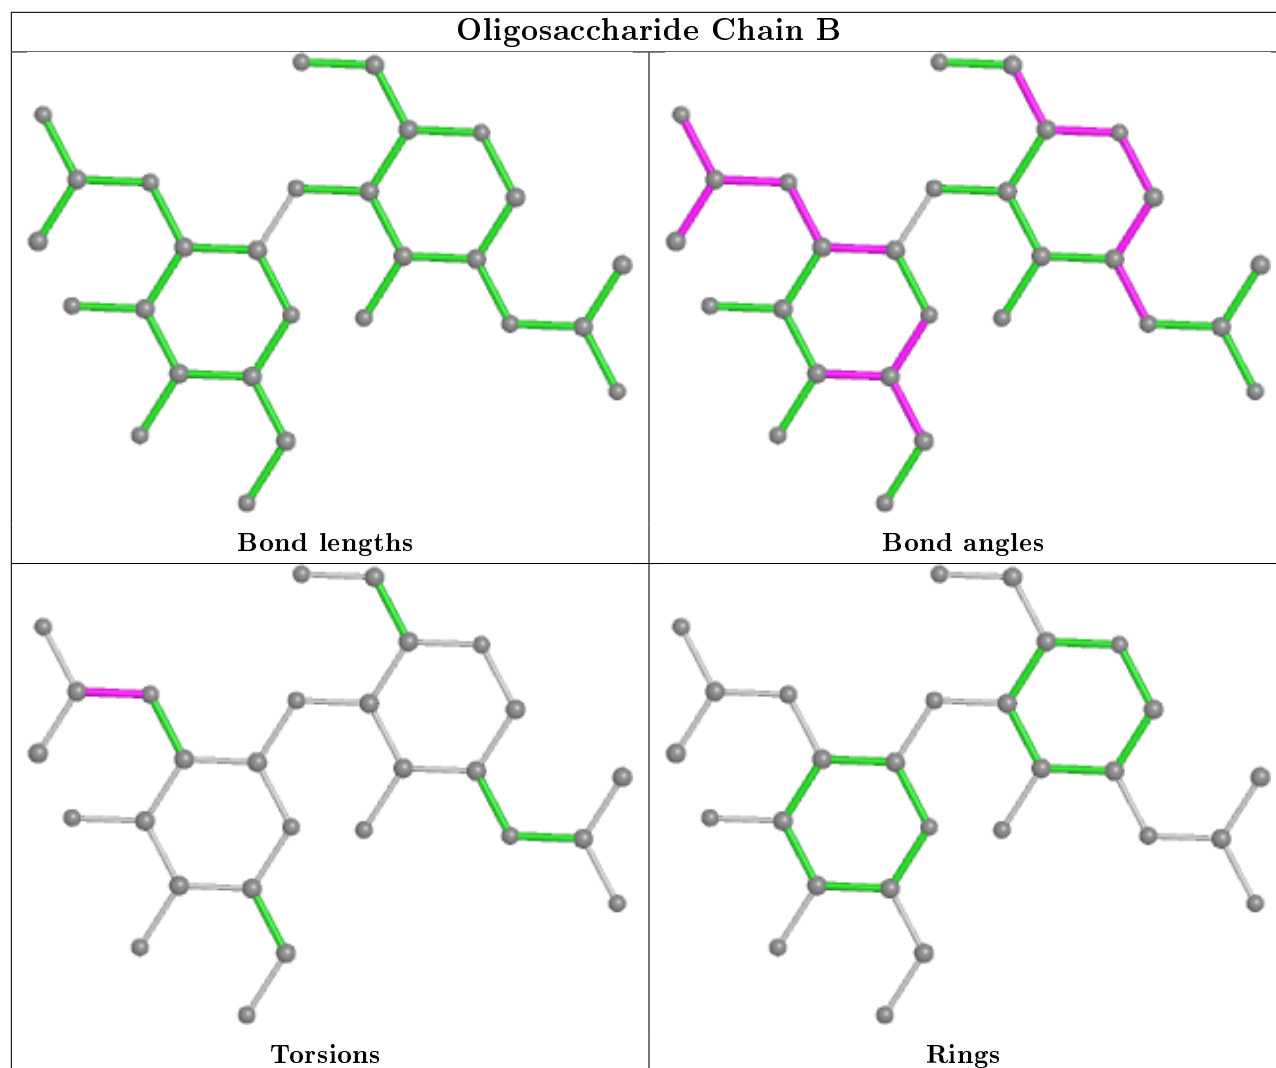 Oligosaccharide Chain B
Bond lengths
Bond angles
Torsions
Rings